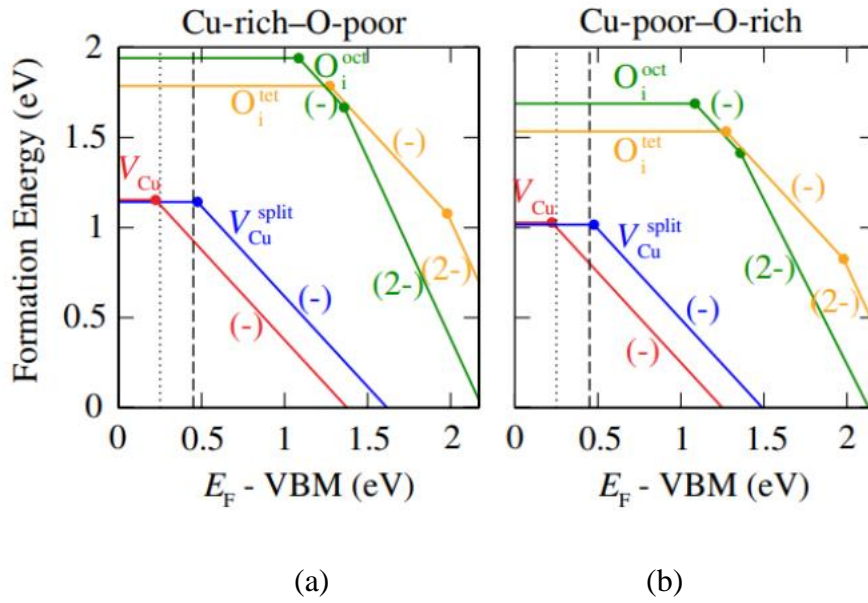 Cu-rich–O-poor
Cu-poor–O-rich
Formation Energy (eV)
2
1.5
1
0.5
0
O_i^oct
(-)
O_i^tet
(-)
V_Cu
V_Cu^split
(2-)
(2-)
(-)
(-)
0 0.5 1 1.5 2
E_F - VBM (eV)
O_i^oct
(-)
O_i^tet
(-)
V_Cu
V_Cu^split
(2-)
(2-)
(-)
(-)
0 0.5 1 1.5 2
E_F - VBM (eV)
(a)
(b)